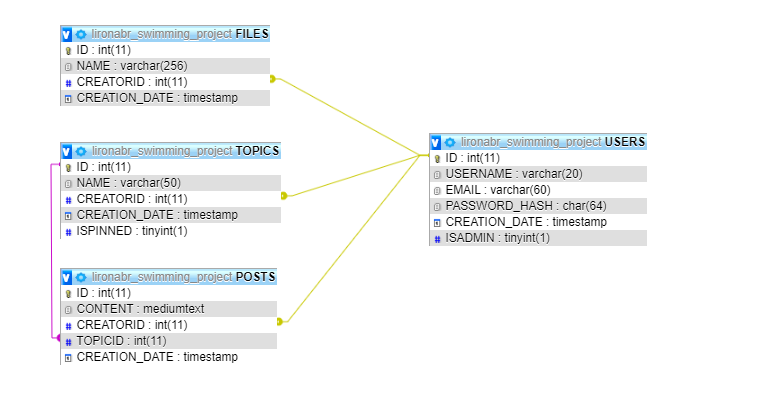 lironabr_swimming_project FILES
ID : int(11)
NAME : varchar(256)
CREATORID : int(11)
CREATION_DATE : timestamp
lironabr_swimming_project TOPICS
ID : int(11)
NAME : varchar(50)
CREATORID : int(11)
CREATION_DATE : timestamp
ISPINNED : tinyint(1)
lironabr_swimming_project POSTS
ID : int(11)
CONTENT : mediumtext
CREATORID : int(11)
TOPICID : int(11)
CREATION_DATE : timestamp
lironabr_swimming_project USERS
ID : int(11)
USERNAME : varchar(20)
EMAIL : varchar(60)
PASSWORD_HASH : char(64)
CREATION_DATE : timestamp
ISADMIN : tinyint(1)